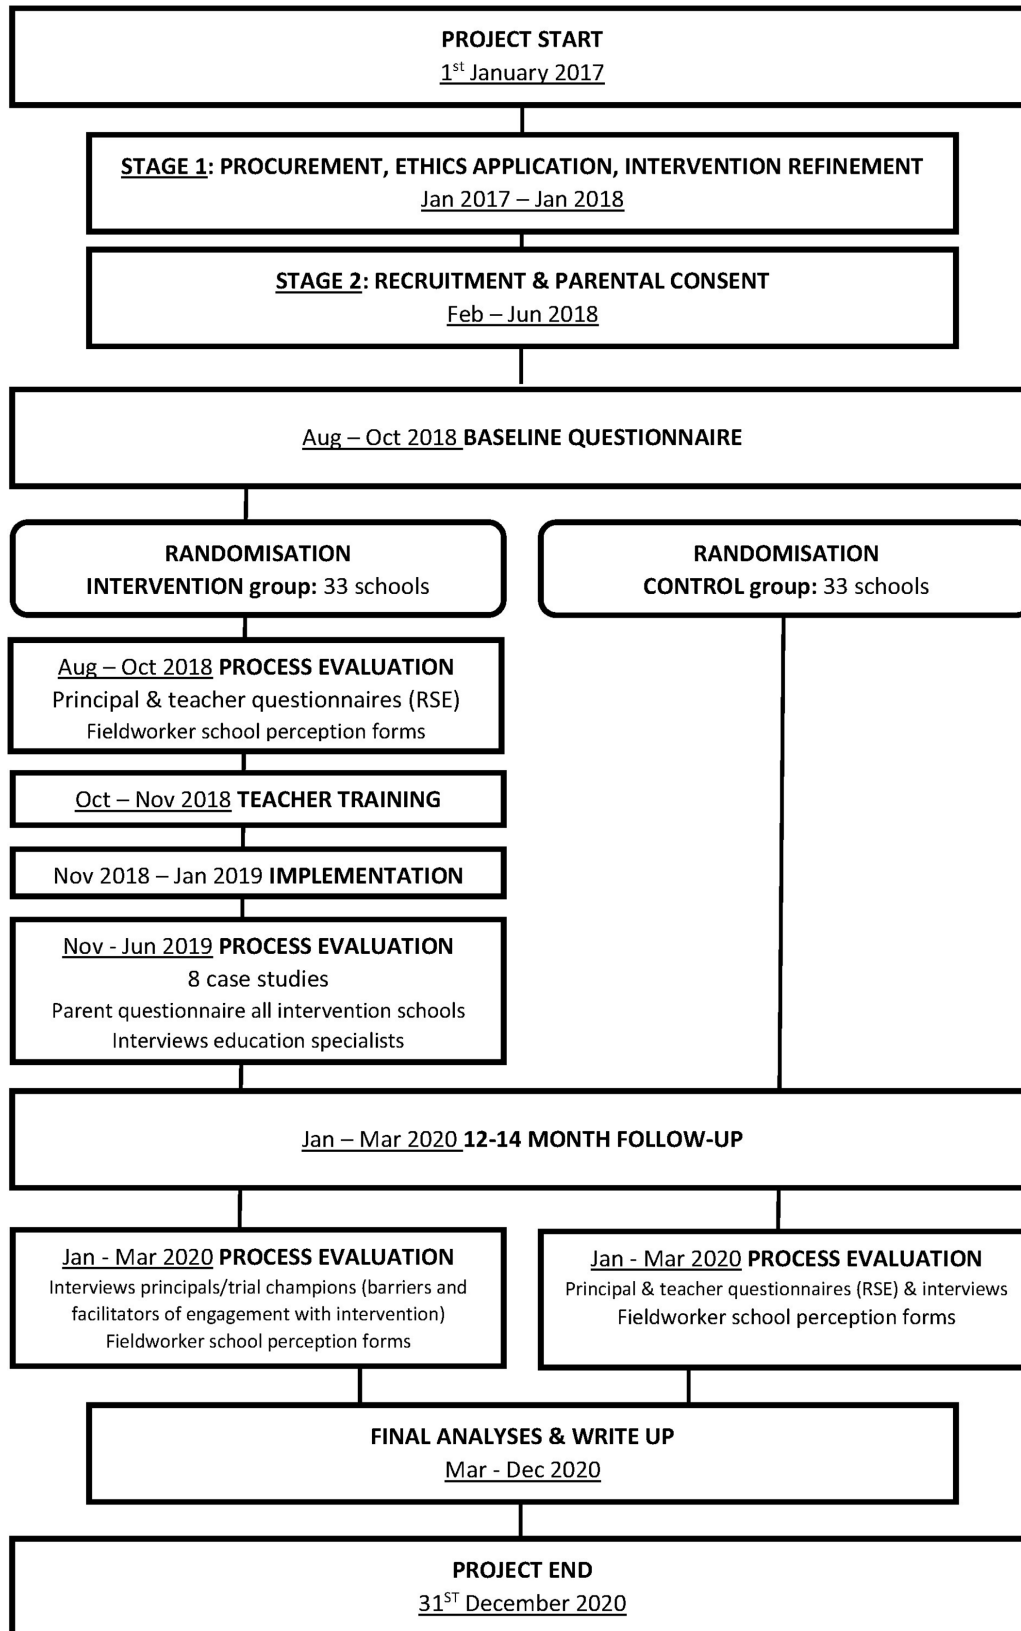 PROJECT START
1st January 2017
STAGE 1: PROCUREMENT, ETHICS APPLICATION, INTERVENTION REFINEMENT
Jan 2017 – Jan 2018
STAGE 2: RECRUITMENT & PARENTAL CONSENT
Feb – Jun 2018
Aug – Oct 2018 BASELINE QUESTIONNAIRE
RANDOMISATION
INTERVENTION group: 33 schools
RANDOMISATION
CONTROL group: 33 schools
Aug – Oct 2018 PROCESS EVALUATION
Principal & teacher questionnaires (RSE)
Fieldworker school perception forms
Oct – Nov 2018 TEACHER TRAINING
Nov 2018 – Jan 2019 IMPLEMENTATION
Nov - Jun 2019 PROCESS EVALUATION
8 case studies
Parent questionnaire all intervention schools
Interviews education specialists
Jan – Mar 2020 12-14 MONTH FOLLOW-UP
Jan - Mar 2020 PROCESS EVALUATION
Interviews principals/trial champions (barriers and
facilitators of engagement with intervention)
Fieldworker school perception forms
Jan - Mar 2020 PROCESS EVALUATION
Principal & teacher questionnaires (RSE) & interviews
Fieldworker school perception forms
FINAL ANALYSES & WRITE UP
Mar - Dec 2020
PROJECT END
31ST December 2020